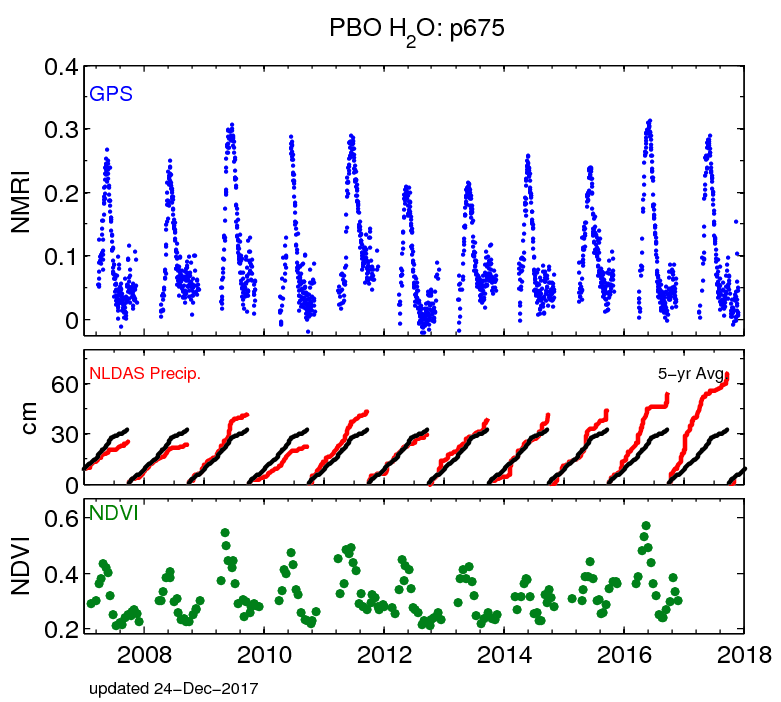 PBO H₂O: p675
0.4
GPS
0.3
NMRI
0.2
0.1
0
NLDAS Precip.
5−yr Avg.
60
cm
30
0
NDVI
0.6
NDVI
0.4
0.2
2008 2010 2012 2014 2016 2018
updated 24−Dec−2017